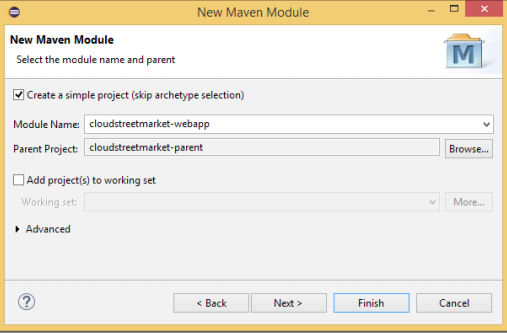 New Maven Module
New Maven Module
Select the module name and parent
M
Create a simple project (skip archetype selection)
Module Name: cloudstreetmarket-webapp
Parent Project: cloudstreetmarket-parent Browse...
Add project(s) to working set
Working set: More...
Advanced
? < Back Next > Finish Cancel